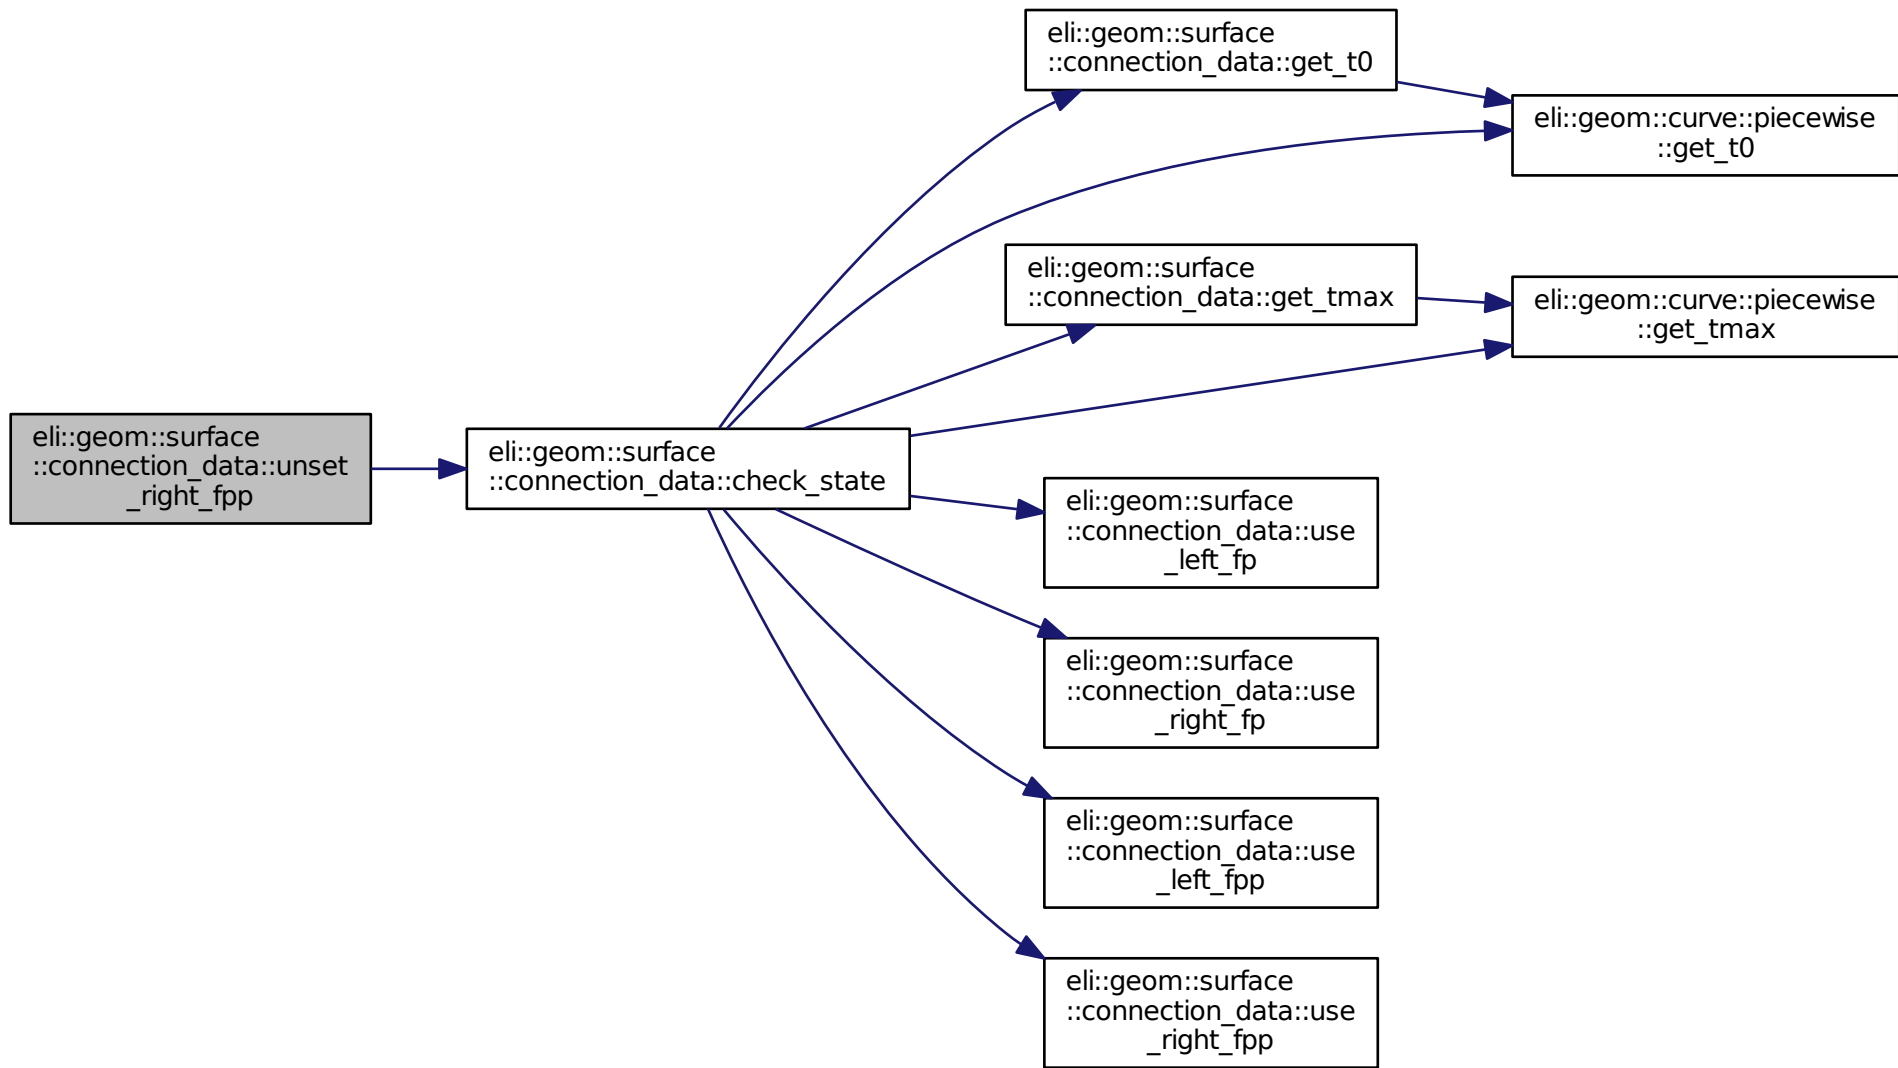 eli::geom::surface
::connection_data::get_t0
eli::geom::curve::piecewise
::get_t0
eli::geom::surface
::connection_data::get_tmax
eli::geom::curve::piecewise
::get_tmax
eli::geom::surface
::connection_data::unset
_right_fpp
eli::geom::surface
::connection_data::check_state
eli::geom::surface
::connection_data::use
_left_fp
eli::geom::surface
::connection_data::use
_right_fp
eli::geom::surface
::connection_data::use
_left_fpp
eli::geom::surface
::connection_data::use
_right_fpp